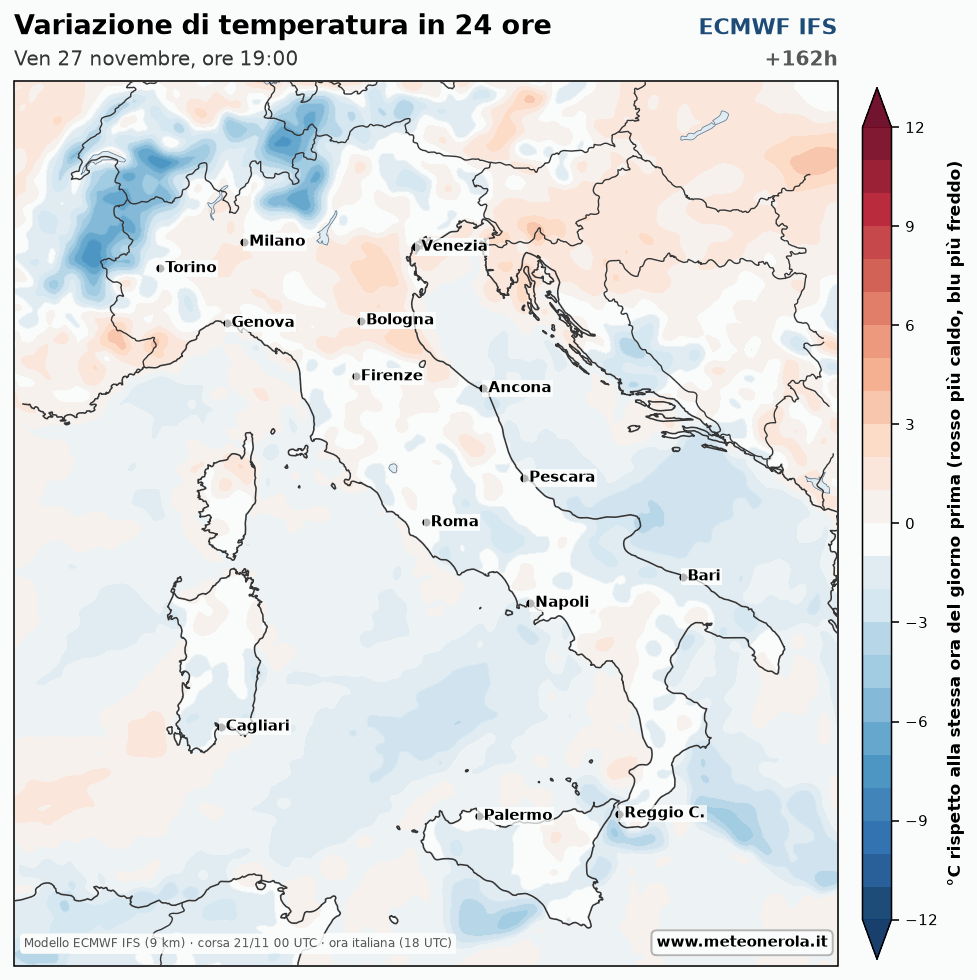 Variazione di temperatura in 24 ore
ECMWF IFS
Ven 27 novembre, ore 19:00
+162h
Milano
Venezia
Torino
Genova
Bologna
Firenze
Ancona
Pescara
Roma
Bari
Napoli
Cagliari
Palermo
Reggio C.
12
9
6
3
0
−3
−6
−9
−12
°C rispetto alla stessa ora del giorno prima (rosso più caldo, blu più freddo)
Modello ECMWF IFS (9 km) · corsa 21/11 00 UTC · ora italiana (18 UTC)
www.meteonerola.it